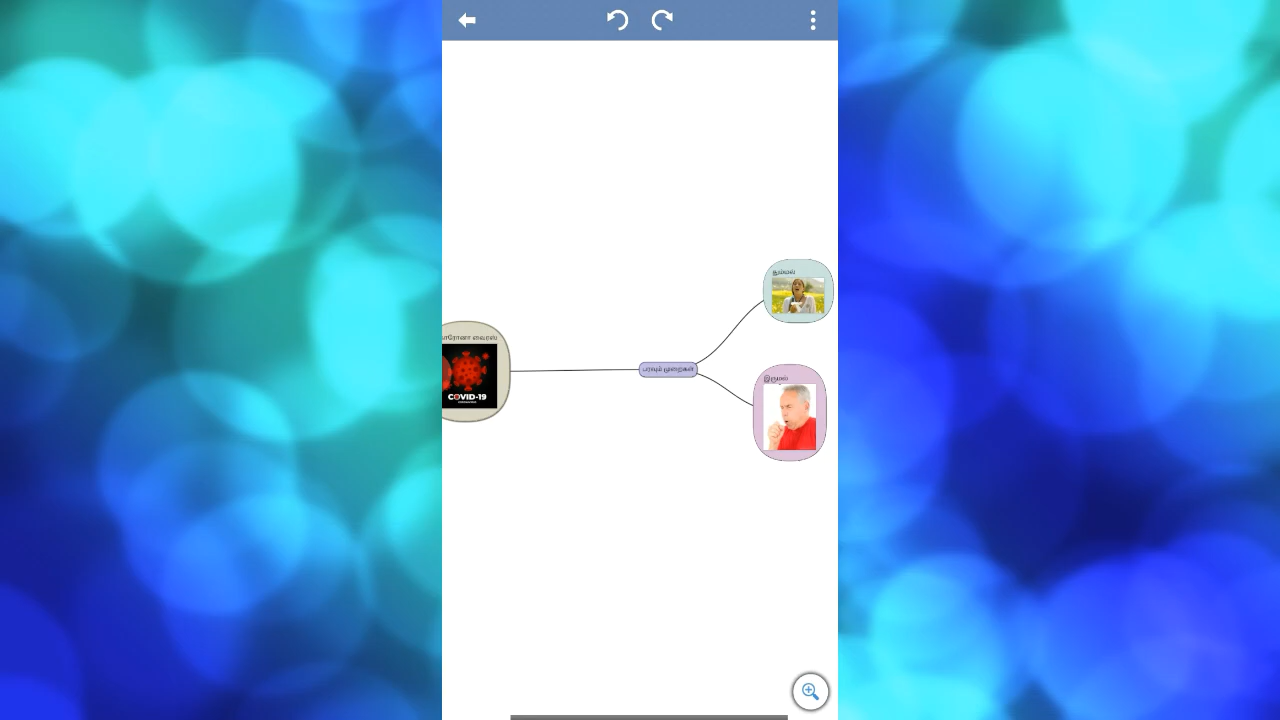 தும்மல்
ாரோனா வைரஸ்
பரவும் முறைகள்
இருமல்
COVID-19